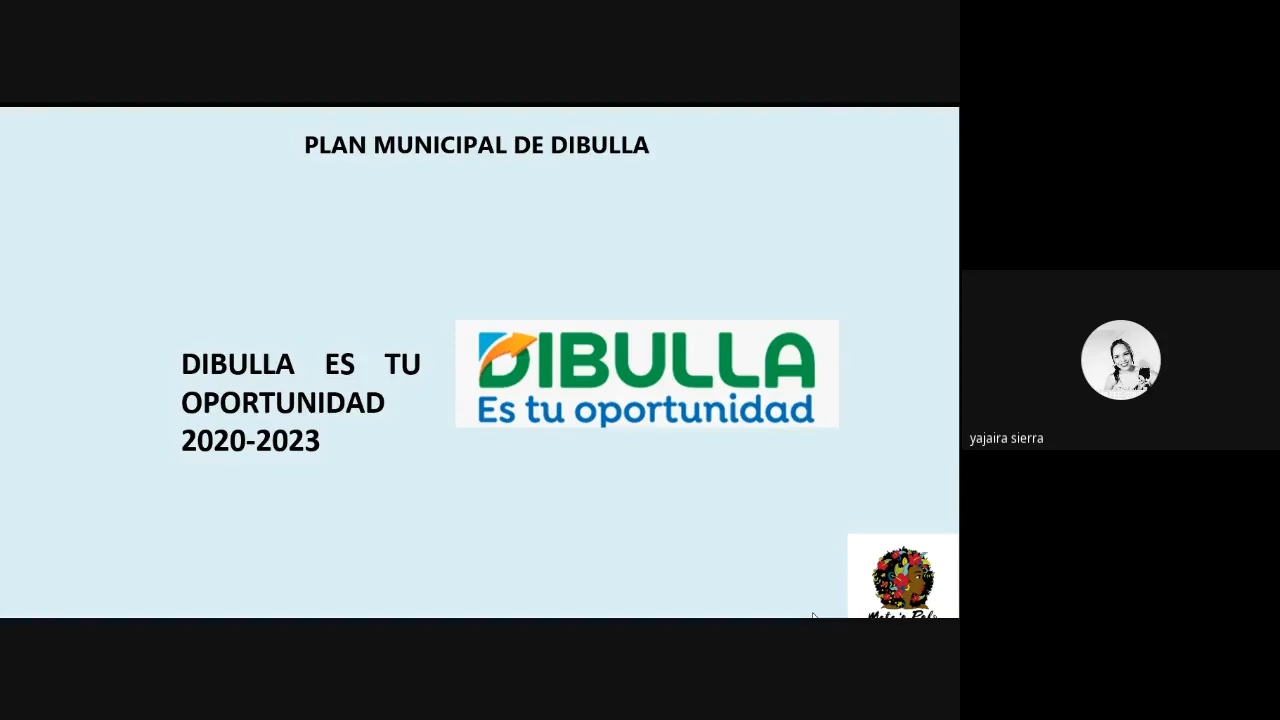 PLAN MUNICIPAL DE DIBULLA
DIBULLA ES TU
OPORTUNIDAD
2020-2023
DIBULLA
Es tu oportunidad
yajaira sierra